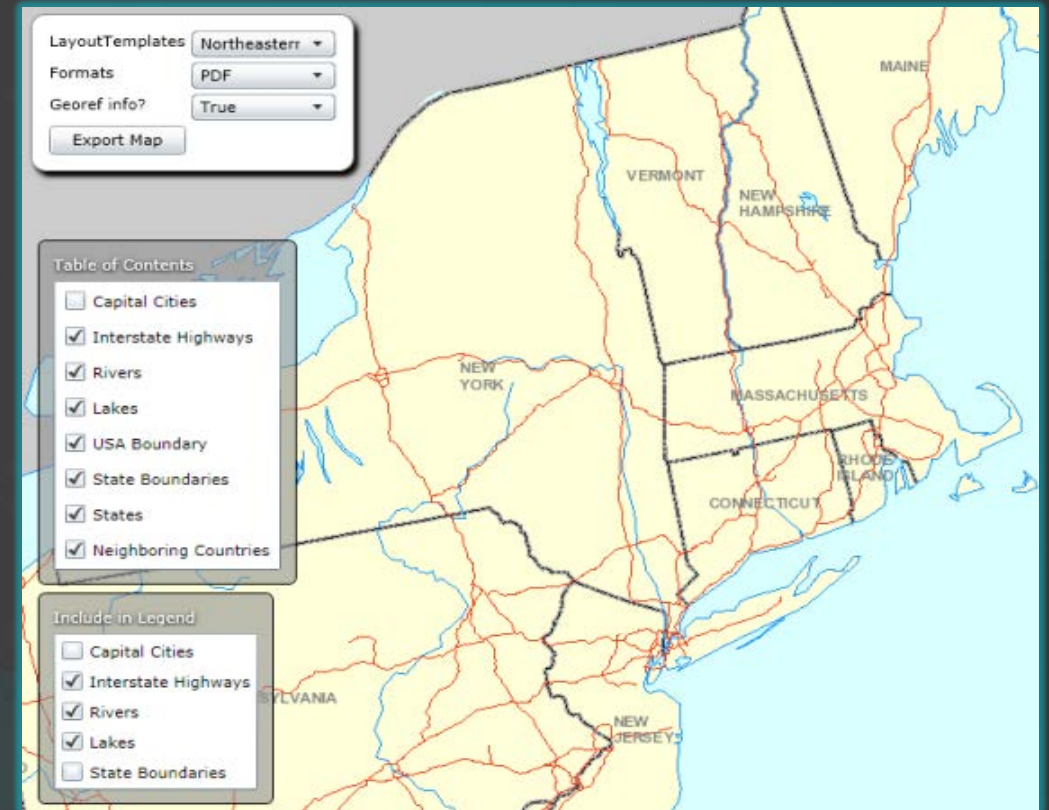 LayoutTemplates Northeasterr
Formats PDF
Georef info? True
Export Map
MAINE
VERMONT
NEW
HAMPSHIRE
Table of Contents
Capital Cities
Interstate Highways
Rivers
Lakes
USA Boundary
State Boundaries
States
Neighboring Countries
NEW
YORK
MASSACHUSETTS
RHODE
ISLAND
CONNECTICUT
Include in Legend
Capital Cities
Interstate Highways
Rivers
Lakes
State Boundaries
SYLVANIA
NEW
JERSEY